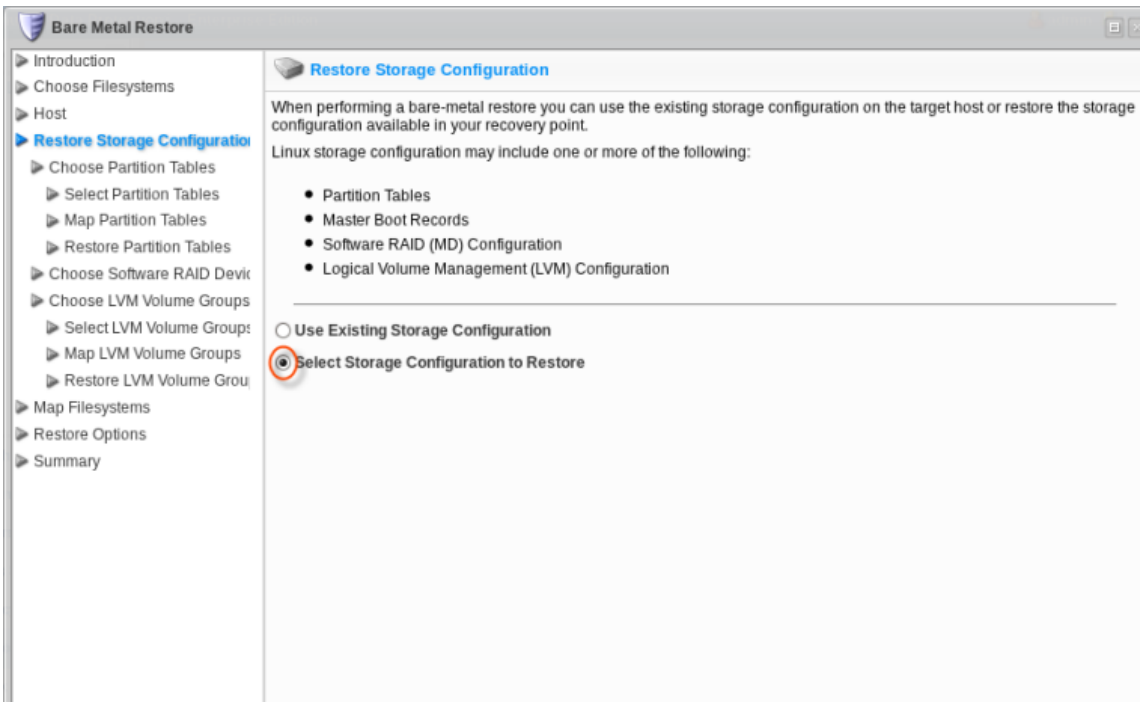 Bare Metal Restore
Introduction
Choose Filesystems
Host
Restore Storage Configuration
Choose Partition Tables
Select Partition Tables
Map Partition Tables
Restore Partition Tables
Choose Software RAID Devic
Choose LVM Volume Groups
Select LVM Volume Groups
Map LVM Volume Groups
Restore LVM Volume Grou
Map Filesystems
Restore Options
Summary
Restore Storage Configuration
When performing a bare-metal restore you can use the existing storage configuration on the target host or restore the storage
configuration available in your recovery point.
Linux storage configuration may include one or more of the following:
• Partition Tables
• Master Boot Records
• Software RAID (MD) Configuration
• Logical Volume Management (LVM) Configuration
Use Existing Storage Configuration
Select Storage Configuration to Restore